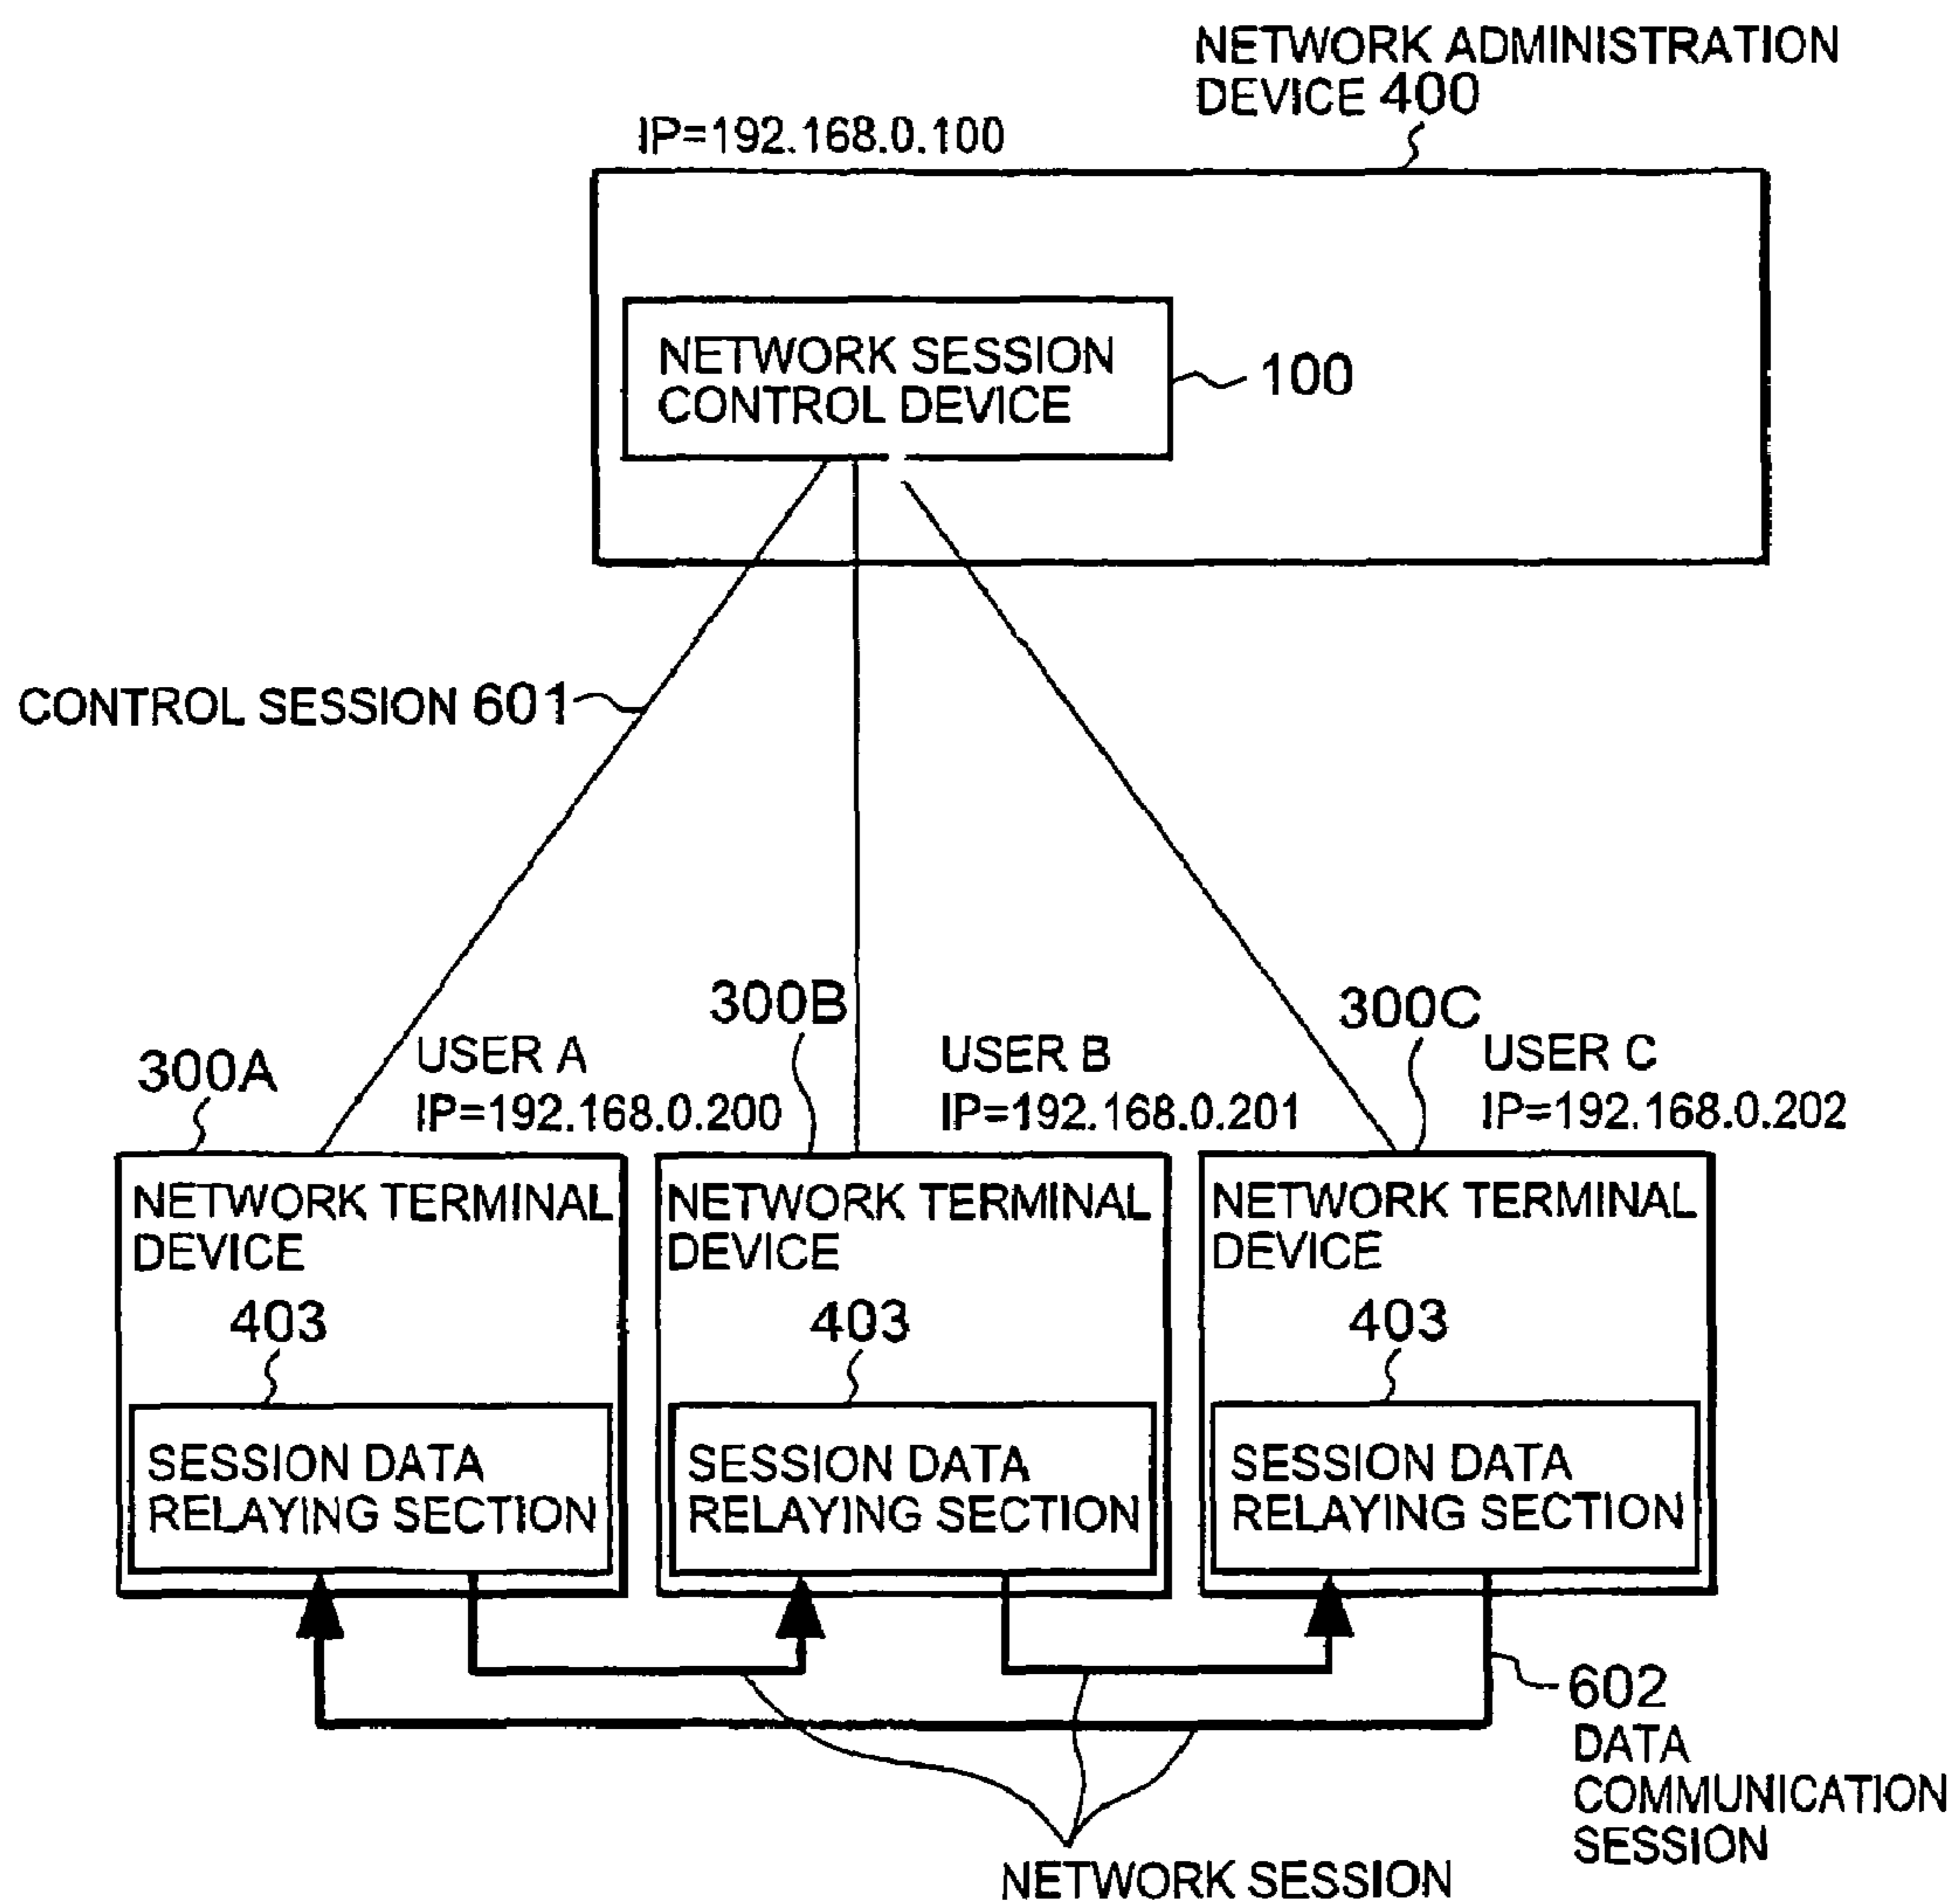 NETWORK ADMINISTRATION
DEVICE 400
IP=192.168.0.100
NETWORK SESSION
CONTROL DEVICE
100
CONTROL SESSION 601
300A
USER A
IP=192.168.0.200
300B
USER B
IP=192.168.0.201
300C
USER C
IP=192.168.0.202
NETWORK TERMINAL
DEVICE
403
SESSION DATA
RELAYING SECTION
NETWORK TERMINAL
DEVICE
403
SESSION DATA
RELAYING SECTION
NETWORK TERMINAL
DEVICE
403
SESSION DATA
RELAYING SECTION
602
DATA
COMMUNICATION
SESSION
NETWORK SESSION